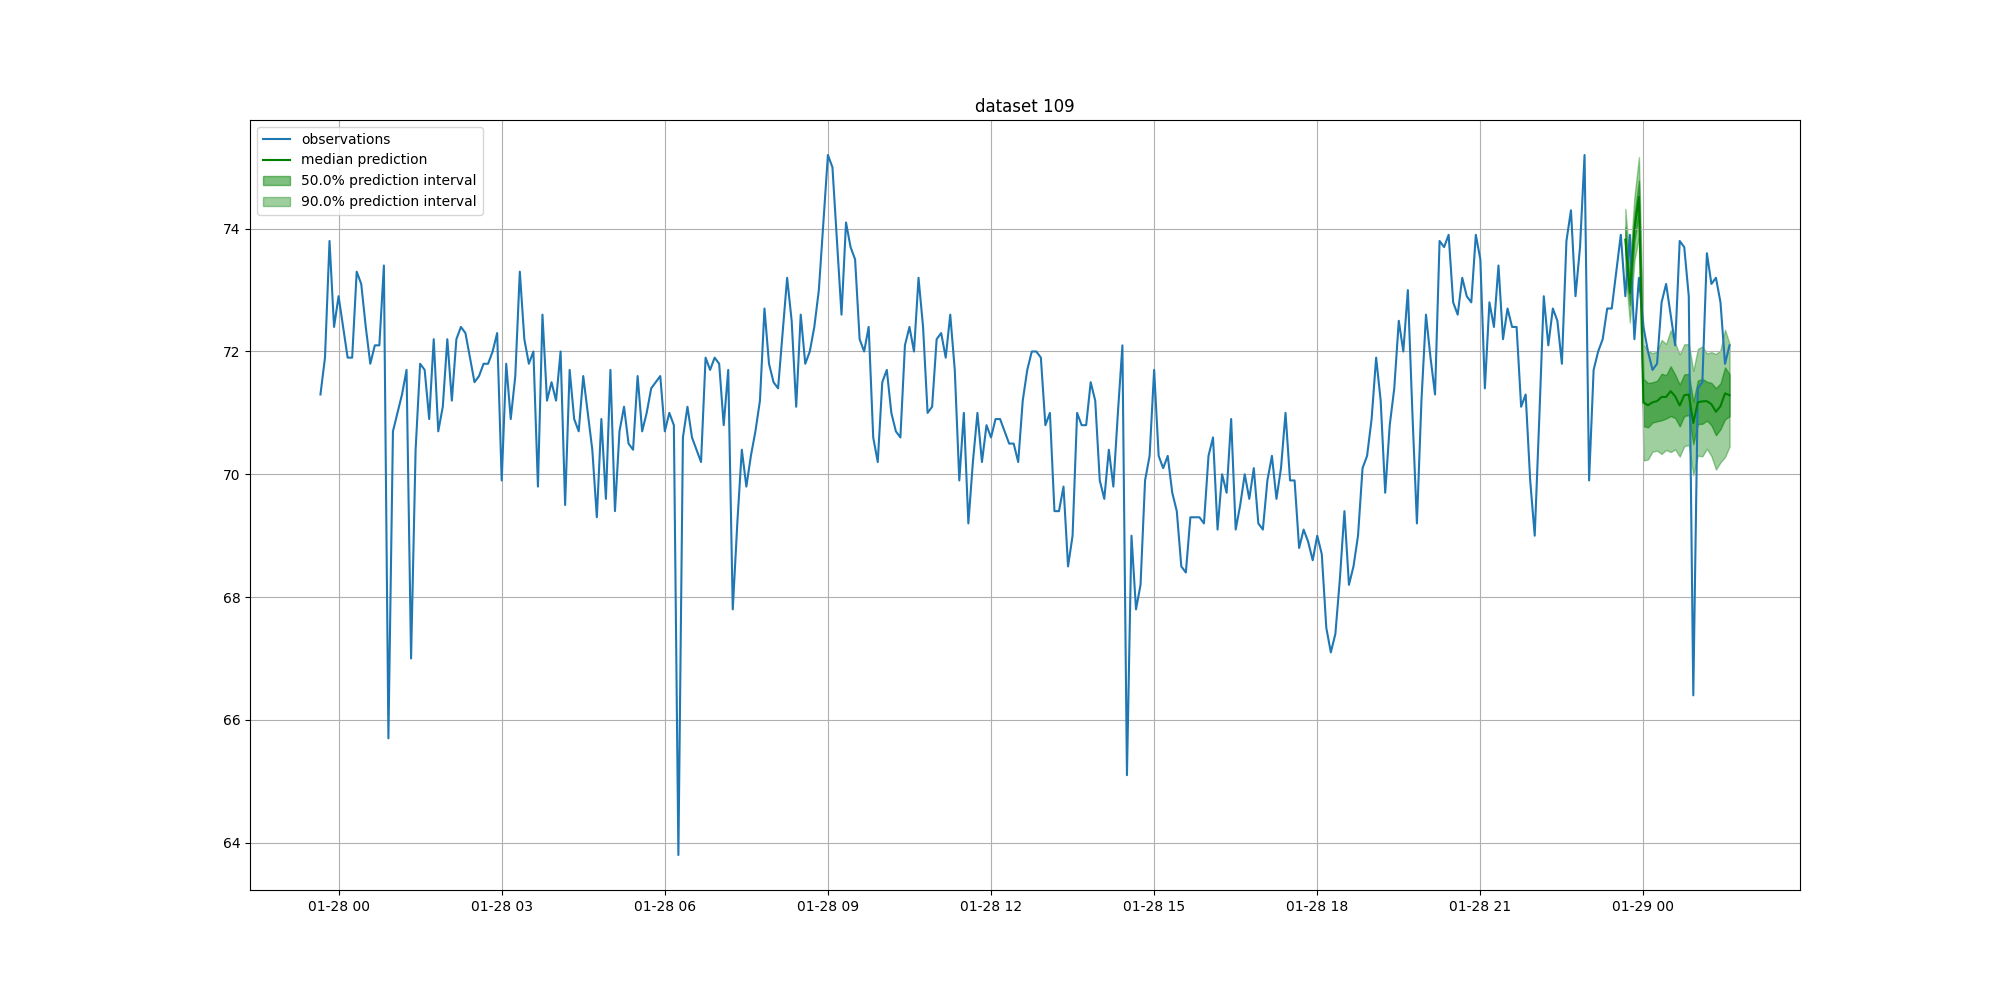 dataset 109
observations
median prediction
50.0% prediction interval
90.0% prediction interval
74
72
70
68
66
64
01-28 00 01-28 03 01-28 06 01-28 09 01-28 12 01-28 15 01-28 18 01-28 21 01-29 00